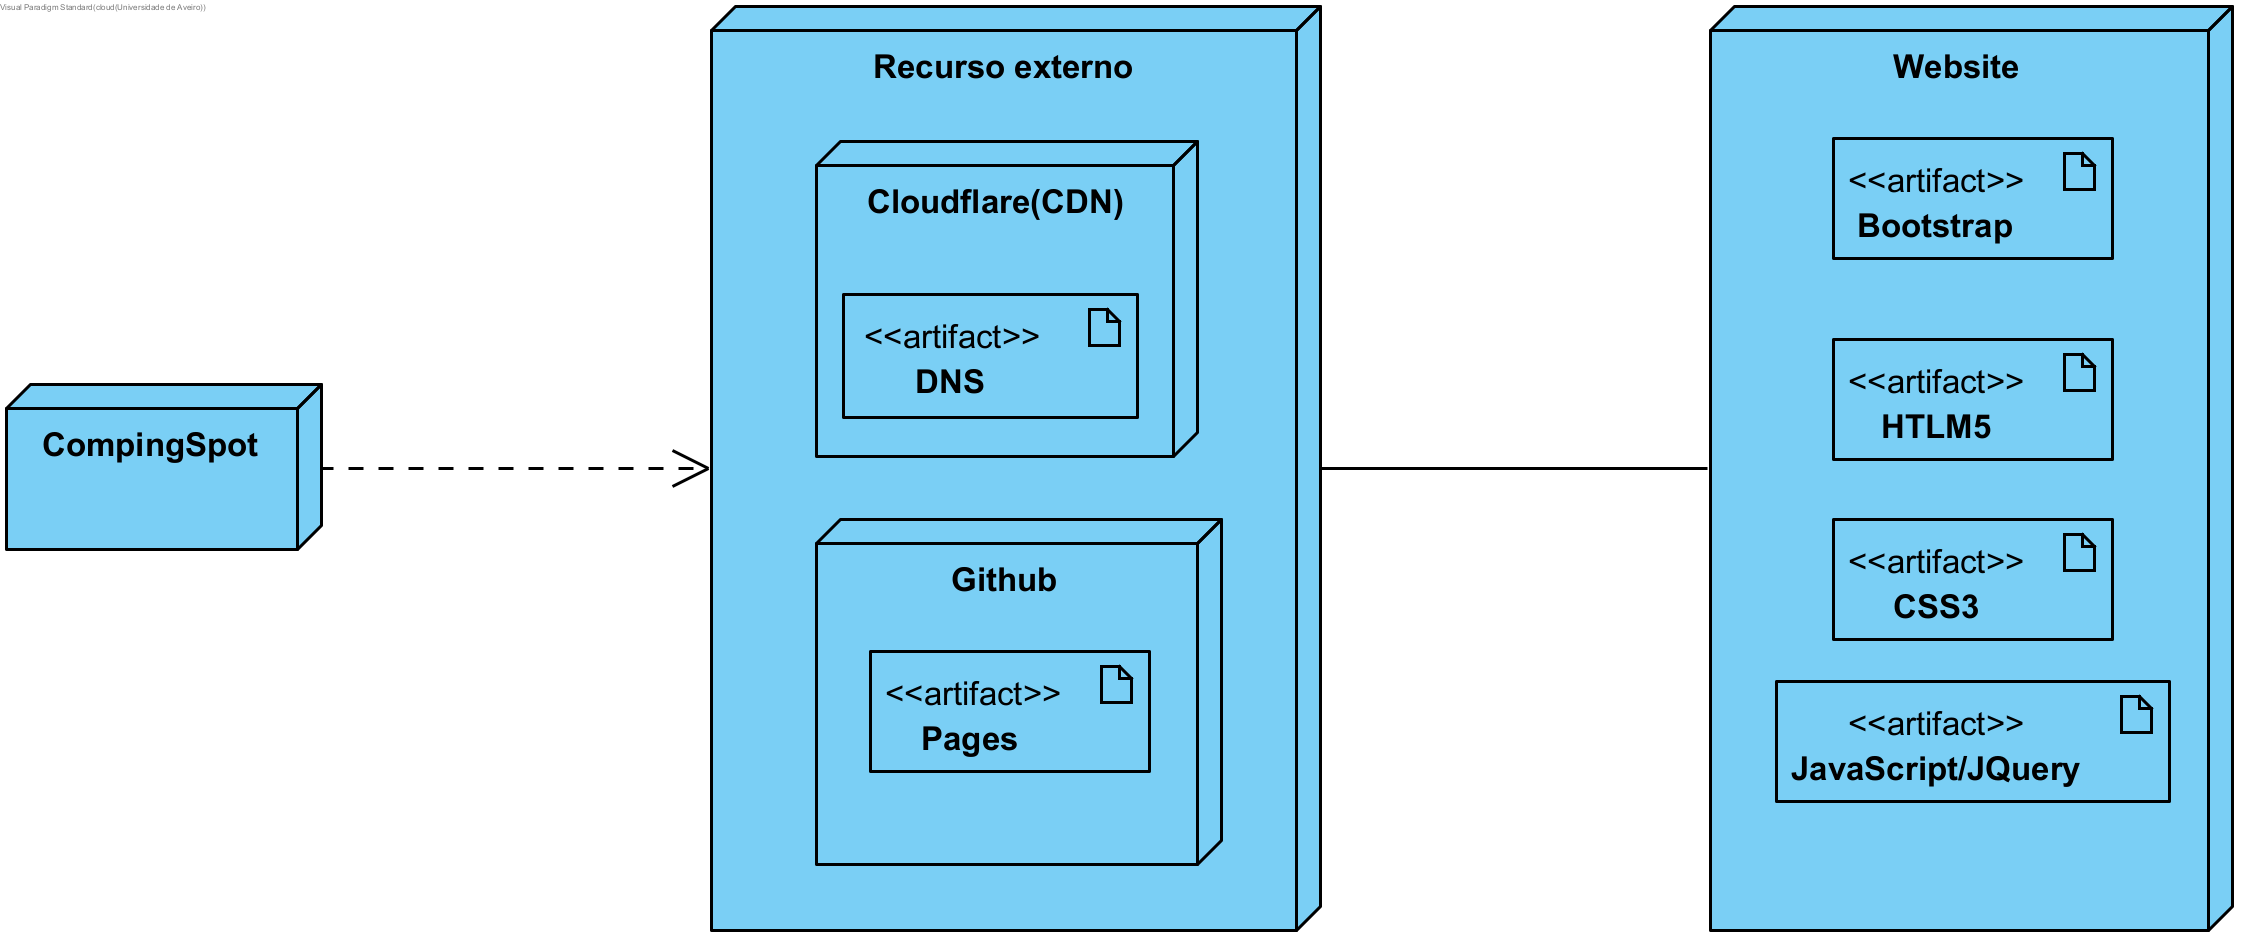 Visual Paradigm Standard(cloud(Universidade de Aveiro))
CompingSpot
Recurso externo
Cloudflare(CDN)
<<artifact>>
DNS
Github
<<artifact>>
Pages
Website
<<artifact>>
Bootstrap
<<artifact>>
HTLM5
<<artifact>>
CSS3
<<artifact>>
JavaScript/JQuery